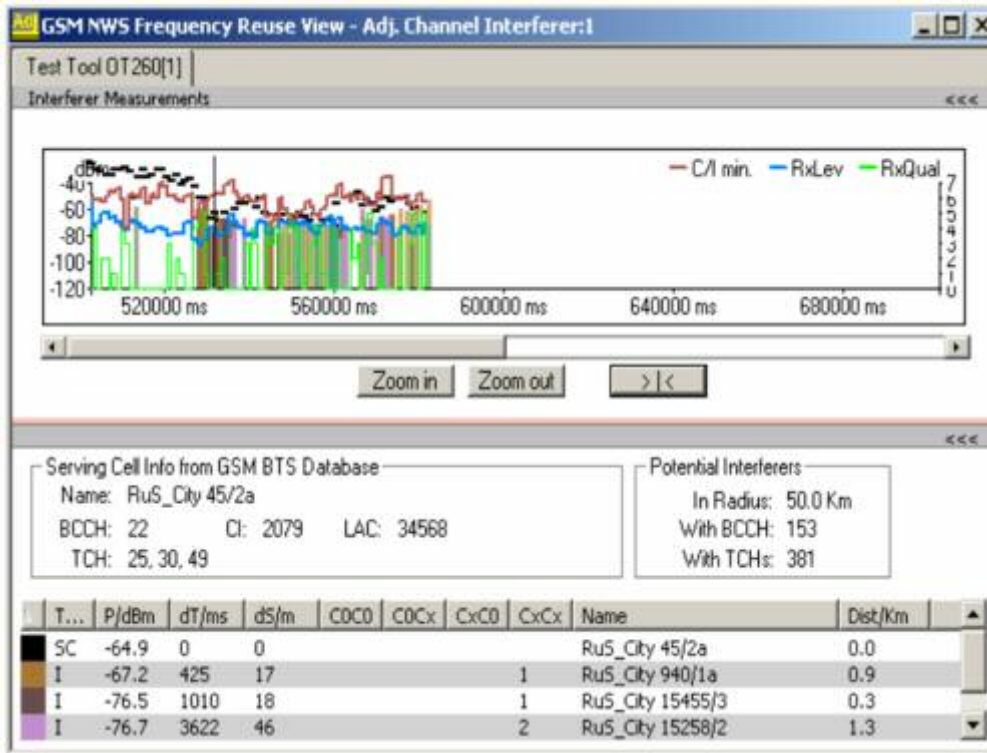 Adj GSM NWS Frequency Reuse View - Adj. Channel Interferer:1
Test Tool OT260[1]
Interferer Measurements <<<
dBm C/I min. RxLev RxQual
-40 7
-60 6
5
-80 4
3
-100 2
1
-120 0
520000 ms 560000 ms 600000 ms 640000 ms 680000 ms
Zoom in Zoom out >|<
<<<
Serving Cell Info from GSM BTS Database Potential Interferers
Name: RuS_City 45/2a In Radius: 50.0 Km
BCCH: 22 CI: 2079 LAC: 34568 With BCCH: 153
TCH: 25, 30, 49 With TCHs: 381
T... P/dBm dT/ms dS/m C0C0 C0Cx CxC0 CxCx Name Dist/Km
SC -64.9 0 0 RuS_City 45/2a 0.0
I -67.2 425 17 1 RuS_City 940/1a 0.9
I -76.5 1010 18 1 RuS_City 15455/3 0.3
I -76.7 3622 46 2 RuS_City 15258/2 1.3